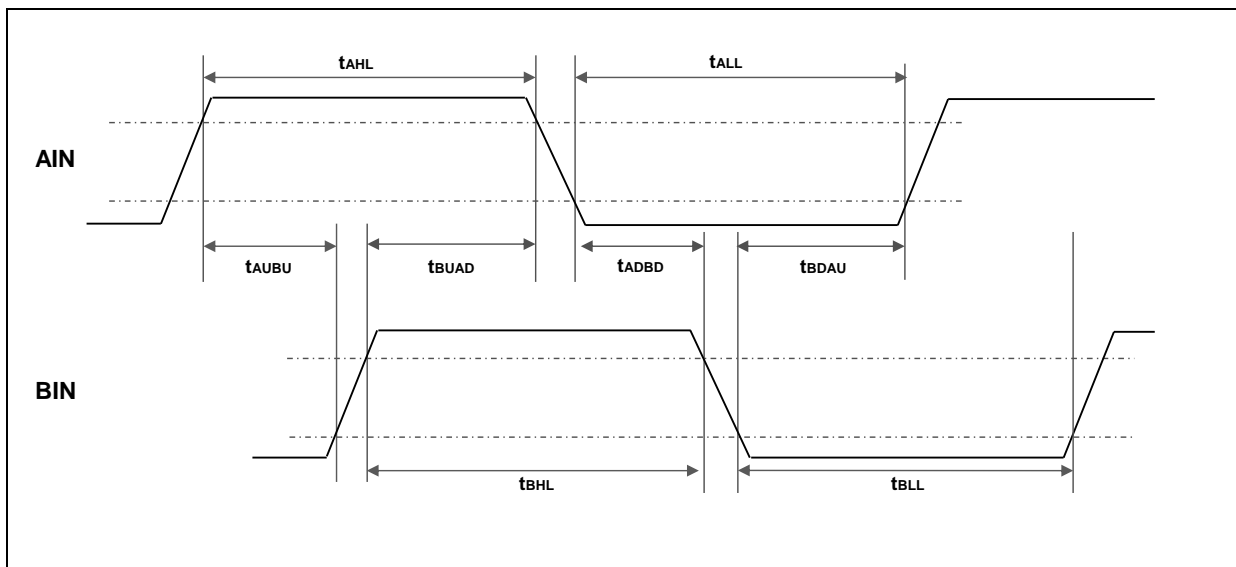 tAHL
tALL
AIN
tAUBU
tBUAD
tADBD
tBDAU
BIN
tBHL
tBLL